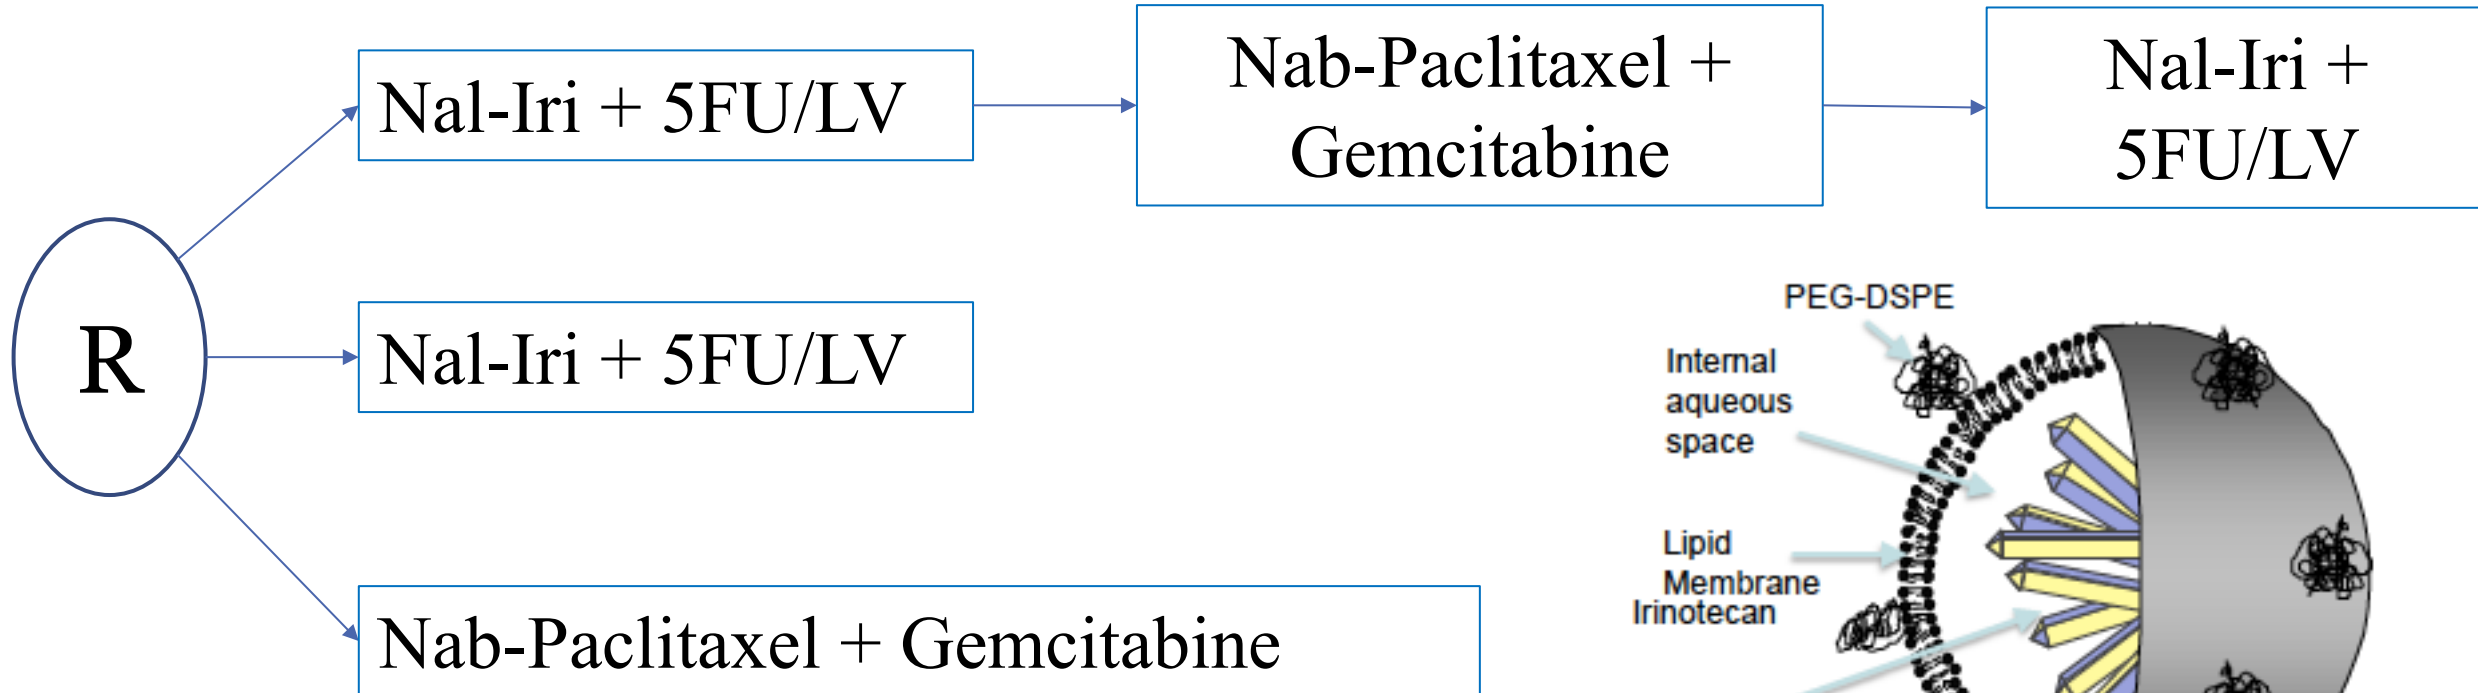 Nal-Iri + 5FU/LV
Nab-Paclitaxel +
Gemcitabine
Nal-Iri +
5FU/LV
R
Nal-Iri + 5FU/LV
Nab-Paclitaxel + Gemcitabine
PEG-DSPE
Internal
aqueous
space
Lipid
Membrane
Irinotecan